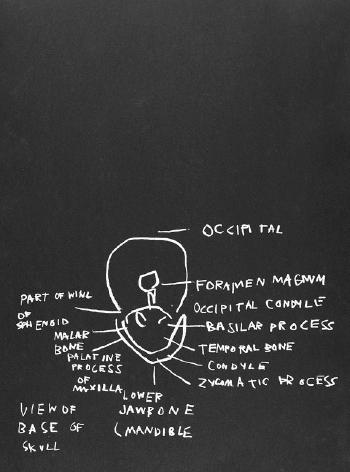 OCCIPITAL
FORAMEN MAGNUM
OCCIPITAL CONDYLE
BASILAR PROCESS
TEMPORAL BONE
CONDYLE
ZYGOMATIC PROCESS
PART OF WING
OF
SPHENOID
MALAR
BONE
PALATINE
PROCESS
OF
MAXILLA
LOWER
JAWBONE
(MANDIBLE
VIEW OF
BASE OF
SKULL